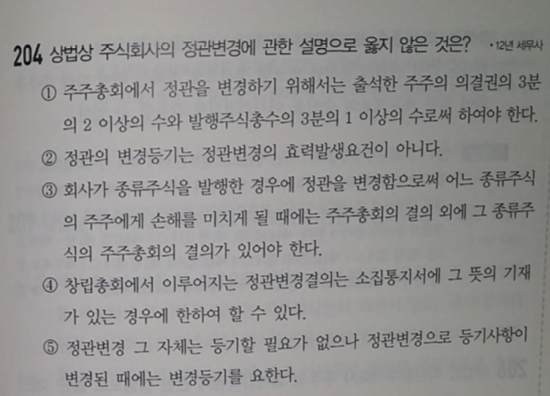 204 상법상 주식회사의 정관변경에 관한 설명으로 옳지 않은 것은? •12년 세무사
① 주주총회에서 정관을 변경하기 위해서는 출석한 주주의 의결권의 3분
의 2 이상의 수와 발행주식총수의 3분의 1 이상의 수로써 하여야 한다.
② 정관의 변경등기는 정관변경의 효력발생요건이 아니다.
③ 회사가 종류주식을 발행한 경우에 정관을 변경함으로써 어느 종류주식
의 주주에게 손해를 미치게 될 때에는 주주총회의 결의 외에 그 종류주
식의 주주총회의 결의가 있어야 한다.
④ 창립총회에서 이루어지는 정관변경결의는 소집통지서에 그 뜻의 기재
가 있는 경우에 한하여 할 수 있다.
⑤ 정관변경 그 자체는 등기할 필요가 없으나 정관변경으로 등기사항이
변경된 때에는 변경등기를 요한다.